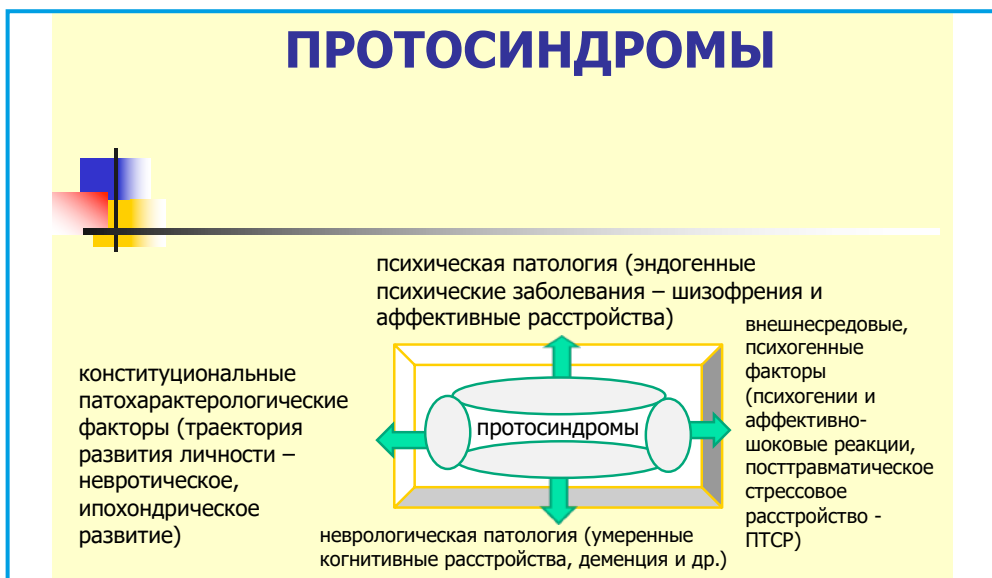 ПРОТОСИНДРОМЫ
психическая патология (эндогенные
психические заболевания – шизофрения и
аффективные расстройства)
конституциональные
патохарактерологические
факторы (траектория
развития личности –
невротическое,
ипохондрическое
развитие)
протосиндромы
внешнесредовые,
психогенные
факторы
(психогении и
аффективно-
шоковые реакции,
посттравматическое
стрессовое
расстройство -
ПТСР)
неврологическая патология (умеренные
когнитивные расстройства, деменция и др.)